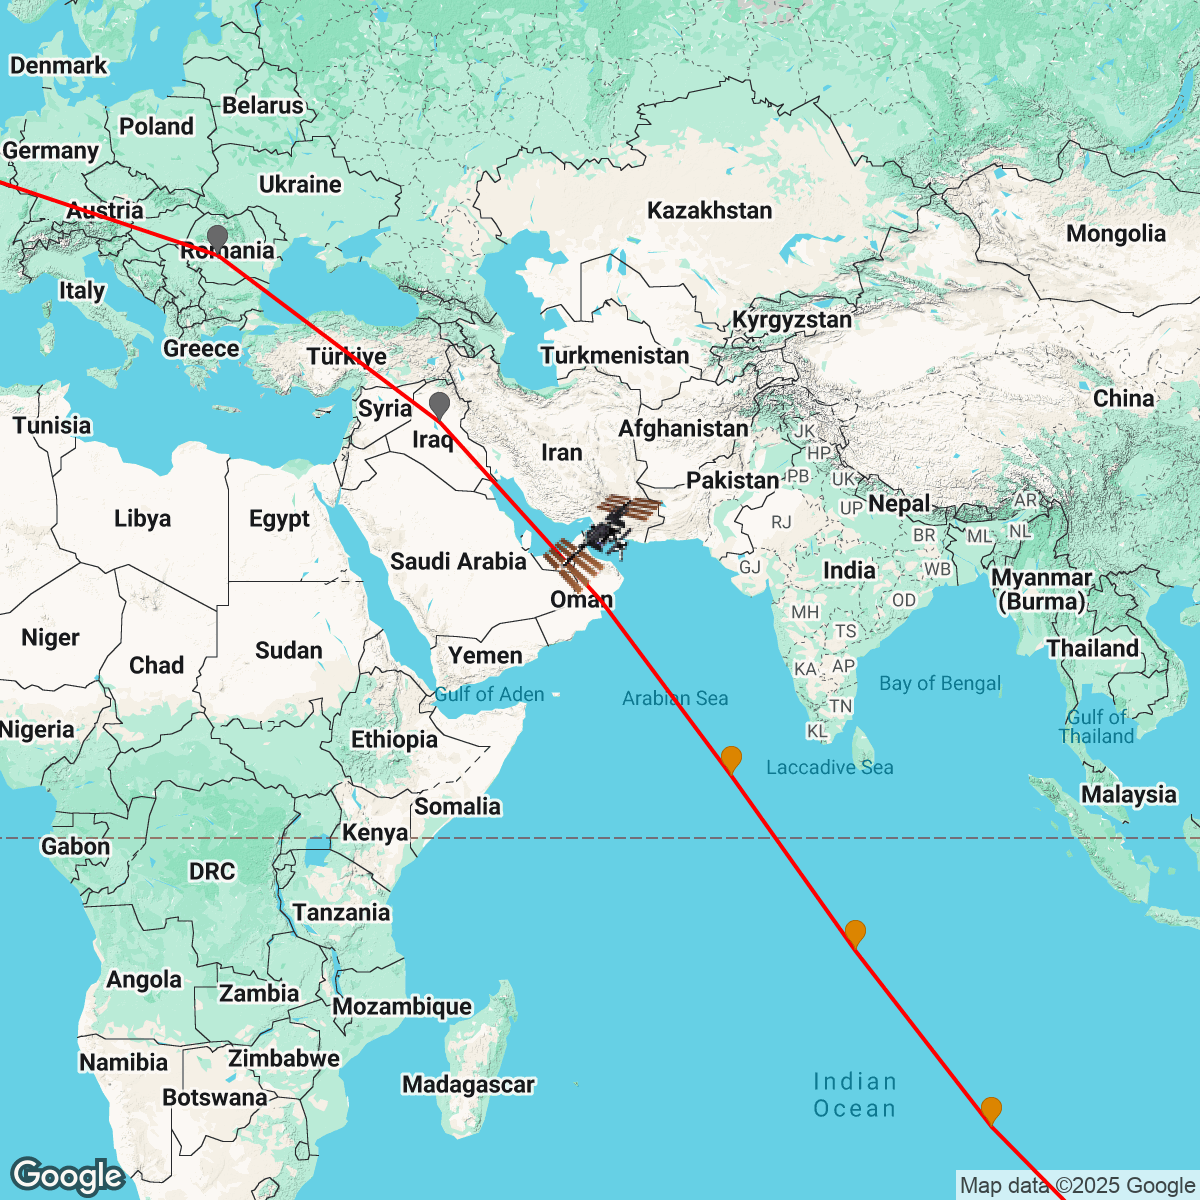 Denmark
Belarus
Poland
Germany
Ukraine
Austria
Kazakhstan
Mongolia
Romania
Italy
Kyrgyzstan
Greece
Türkiye
Turkmenistan
China
Syria
Tunisia
Afghanistan
JK
Iraq
Iran
HP
Pakistan
PB
UK
Nepal
AR
UP
Libya
Egypt
RJ
BR
ML
NL
Saudi Arabia
GJ
India
WB
Myanmar
(Burma)
Oman
MH
OD
Niger
TS
Sudan
Yemen
Thailand
Chad
KA
AP
Gulf of Aden
Arabian Sea
Bay of Bengal
TN
Nigeria
KL
Gulf of
Thailand
Ethiopia
Laccadive Sea
Malaysia
Somalia
Kenya
Gabon
DRC
Tanzania
Angola
Zambia
Mozambique
Namibia
Zimbabwe
Madagascar
Botswana
Indian
Ocean
Google
Map data ©2025 Google